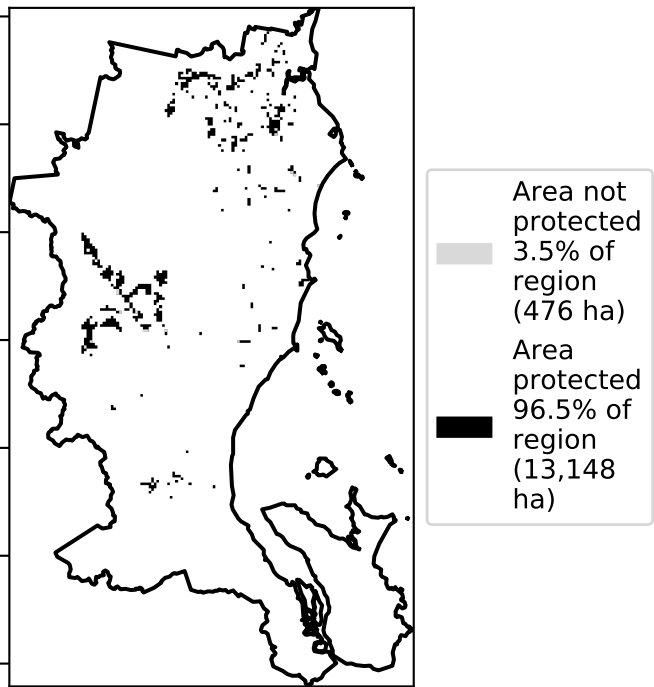 Area not
protected
3.5% of
region
(476 ha)
Area
protected
96.5% of
region
(13,148
ha)